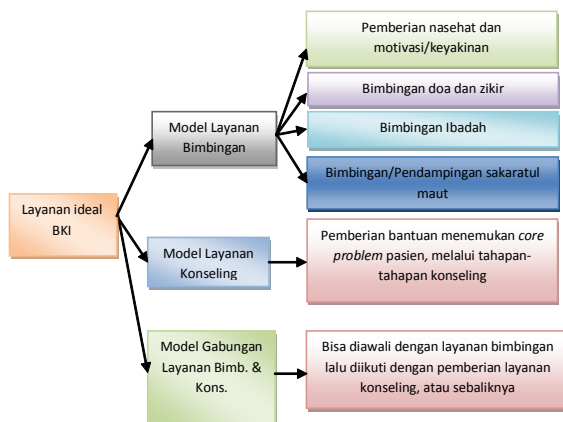 Layanan ideal
BKI
Model Layanan
Bimbingan
Pemberian nasehat dan
motivasi/keyakinan
Bimbingan doa dan zikir
Bimbingan Ibadah
Bimbingan/Pendampingan sakaratul
maut
Model Layanan
Konseling
Pemberian bantuan menemukan core
problem pasien, melalui tahapan-
tahapan konseling
Model Gabungan
Layanan Bimb. &
Kons.
Bisa diawali dengan layanan bimbingan
lalu diikuti dengan pemberian layanan
konseling, atau sebaliknya